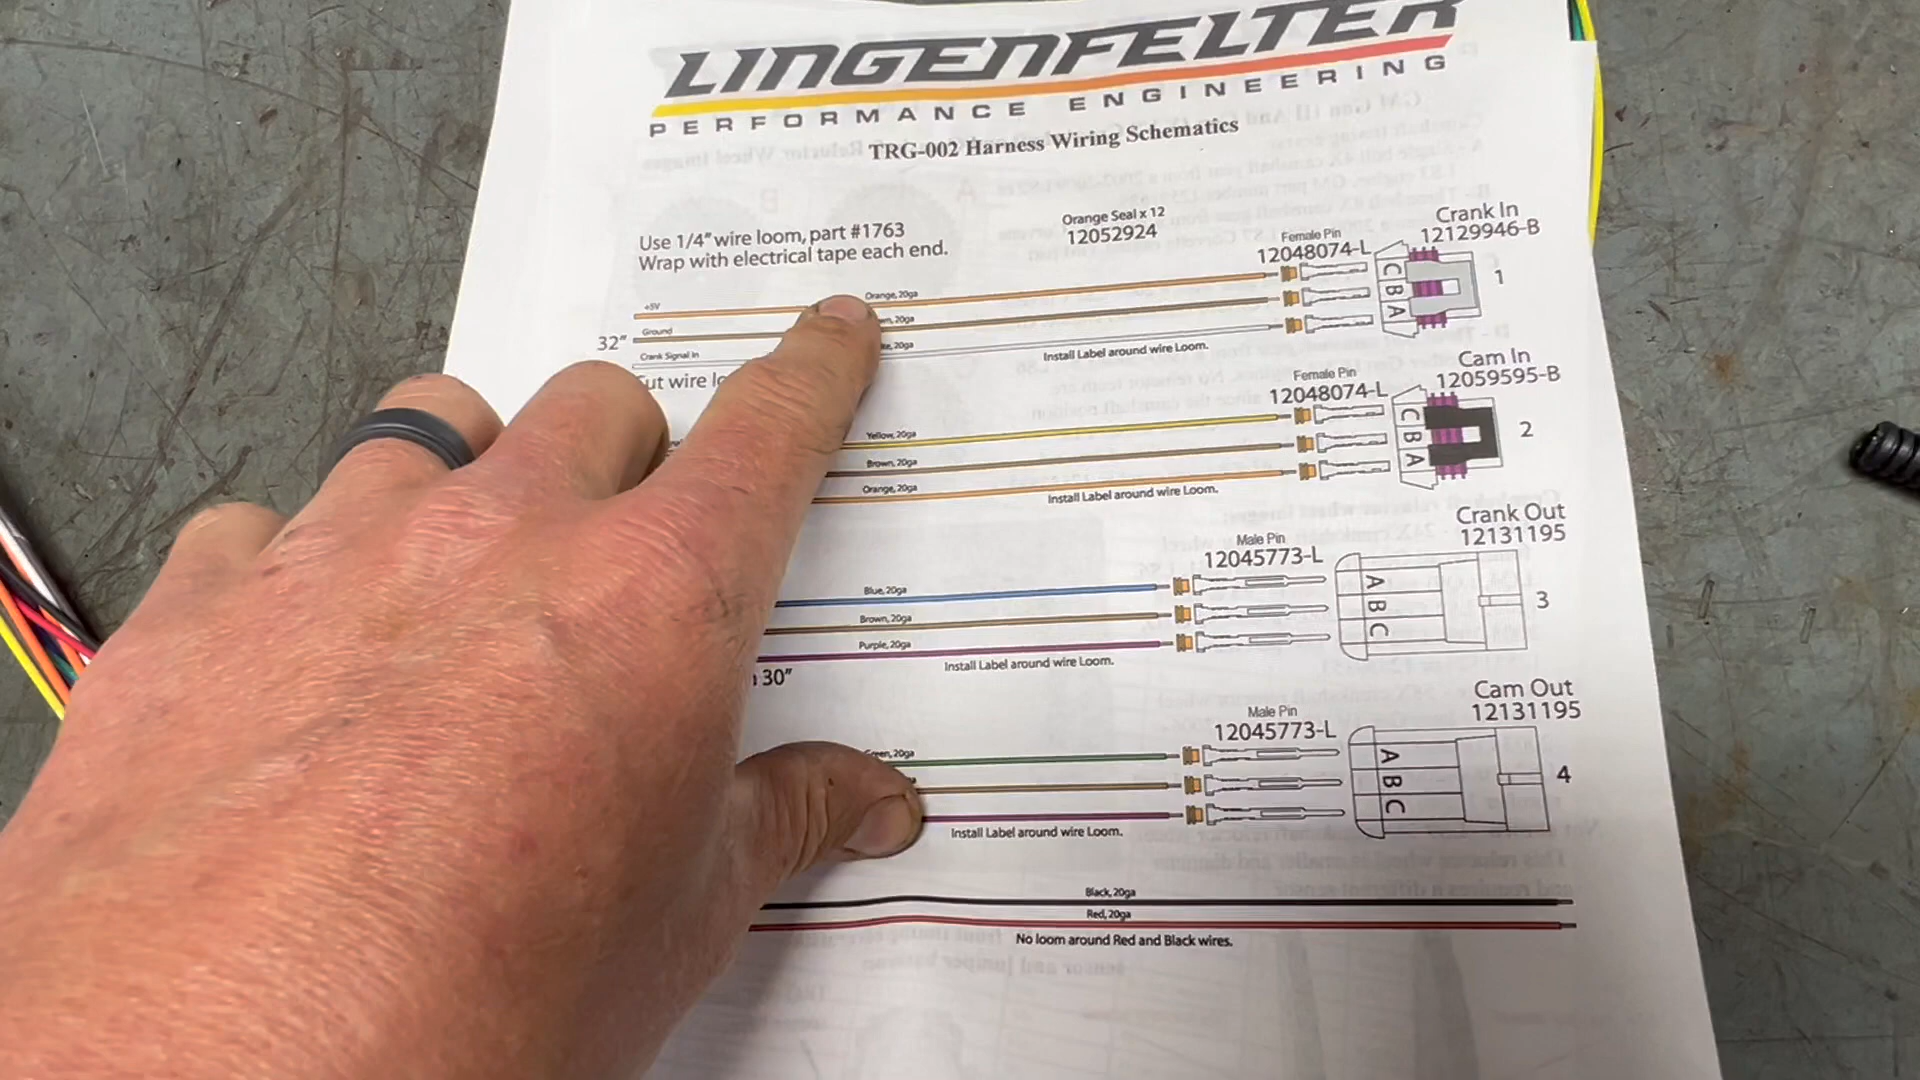 LINGENFELTER
PERFORMANCE ENGINEERING
TRG-002 Harness Wiring Schematics
Use 1/4" wire loom, part #1763
Wrap with electrical tape each end.
Orange Seal x 12
12052924
Female Pin
12048074-L
Crank In
12129946-B
+5V
Orange, 20ga
C
1
32"
Ground
20ga
B
Crank Signal In
20ga
A
Install Label around wire Loom.
ut wire
Female Pin
12048074-L
Cam In
12059595-B
Yellow, 20ga
C
2
Brown, 20ga
B
Orange, 20ga
A
Install Label around wire Loom.
Male Pin
12045773-L
Crank Out
12131195
Blue, 20ga
A
3
Brown, 20ga
B
Purple, 20ga
C
Install Label around wire Loom.
30"
Male Pin
12045773-L
Cam Out
12131195
Green, 20ga
A
4
B
C
Install Label around wire Loom.
Black, 20ga
Red, 20ga
No loom around Red and Black wires.